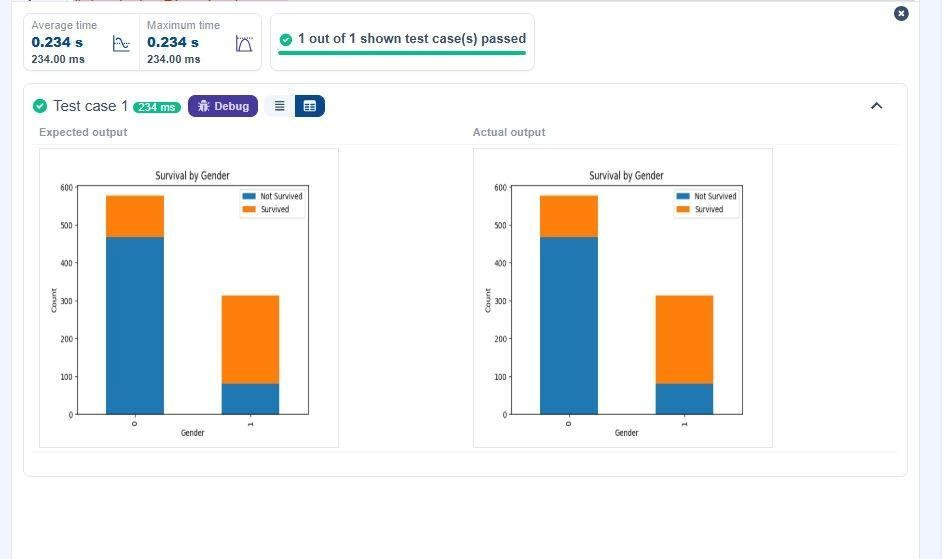 Average time
0.234 s
234.00 ms
Maximum time
0.234 s
234.00 ms
1 out of 1 shown test case(s) passed
Test case 1 234 ms Debug
Expected output
Survival by Gender
Not Survived
Survived
600
500
400
300
200
100
0
Count
0
1
Gender
Actual output
Survival by Gender
Not Survived
Survived
600
500
400
300
200
100
0
Count
0
1
Gender